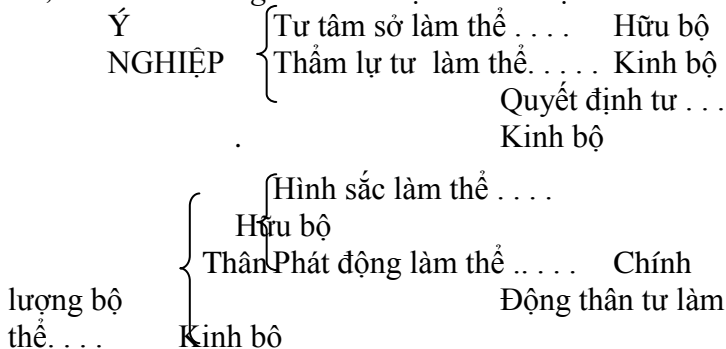 Ý Tư tâm sở làm thể . . . . Hữu bộ
NGHIỆP Thẩm lự tư làm thể. . . . . Kinh bộ
Quyết định tư . . .
. Kinh bộ
Hình sắc làm thể . . . .
Hữu bộ
Thân Phát động làm thể .. . . . Chính
lượng bộ Động thân tư làm
thể. . . . Kinh bô